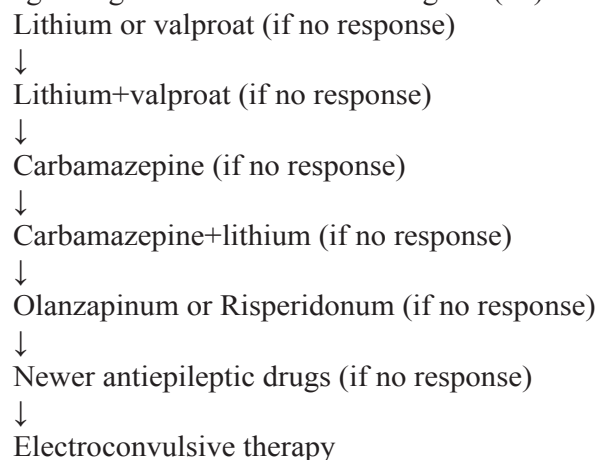 Lithium or valproat (if no response)
↓
Lithium+valproat (if no response)
↓
Carbamazepine (if no response)
↓
Carbamazepine+lithium (if no response)
↓
Olanzapinum or Risperidonum (if no response)
↓
Newer antiepileptic drugs (if no response)
↓
Electroconvulsive therapy